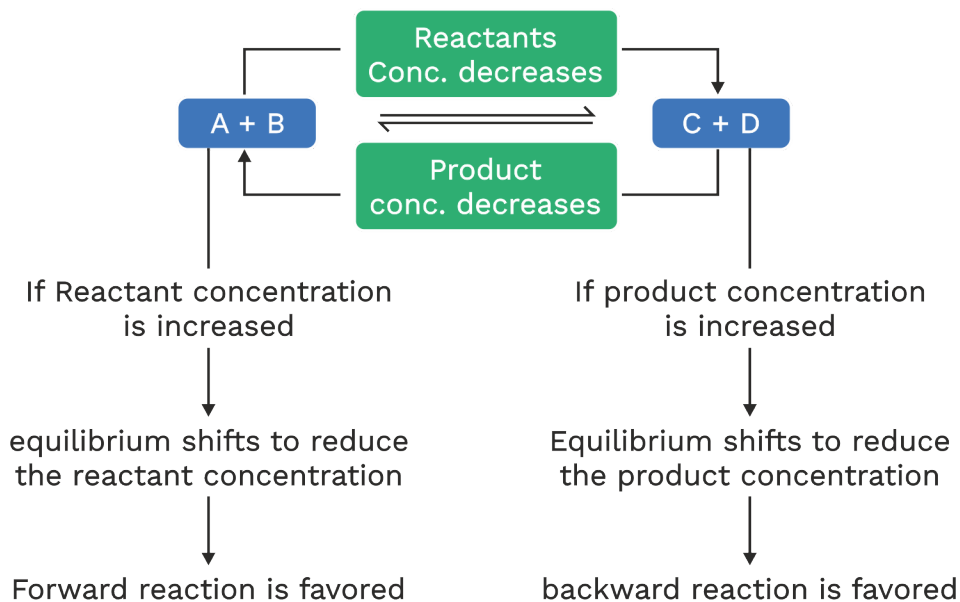 Reactants
Conc. decreases
A + B
C + D
Product
conc. decreases
If Reactant concentration
is increased
If product concentration
is increased
equilibrium shifts to reduce
the reactant concentration
Equilibrium shifts to reduce
the product concentration
Forward reaction is favored
backward reaction is favored